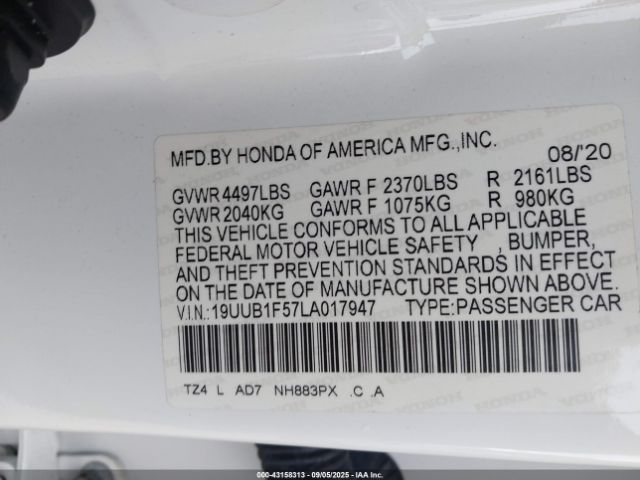 MFD.BY HONDA OF AMERICA MFG.,INC. 08/'20
GVWR 4497LBS GAWR F 2370LBS R 2161LBS
GVWR 2040KG GAWR F 1075KG R 980KG
THIS VEHICLE CONFORMS TO ALL APPLICABLE
FEDERAL MOTOR VEHICLE SAFETY , BUMPER,
AND THEFT PREVENTION STANDARDS IN EFFECT
ON THE DATE OF MANUFACTURE SHOWN ABOVE.
V.I.N.:19UUB1F57LA017947 TYPE:PASSENGER CAR
TZ4 L AD7 NH883PX .C .A
000-43158313 - 09/05/2025 - IAA Inc.